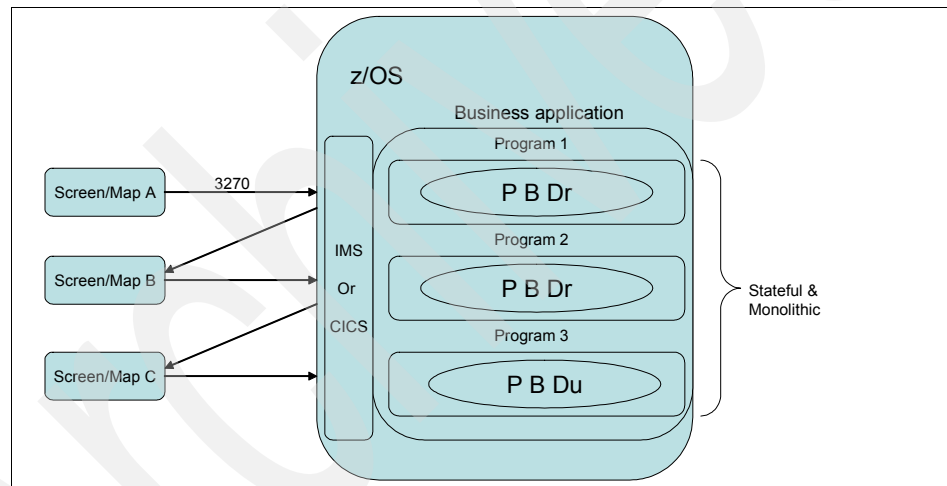 z/OS
Business application
Program 1
Screen/Map A
3270
P B Dr
Program 2
IMS
Or
CICS
Screen/Map B
P B Dr
Stateful &
Monolithic
Program 3
Screen/Map C
P B Du